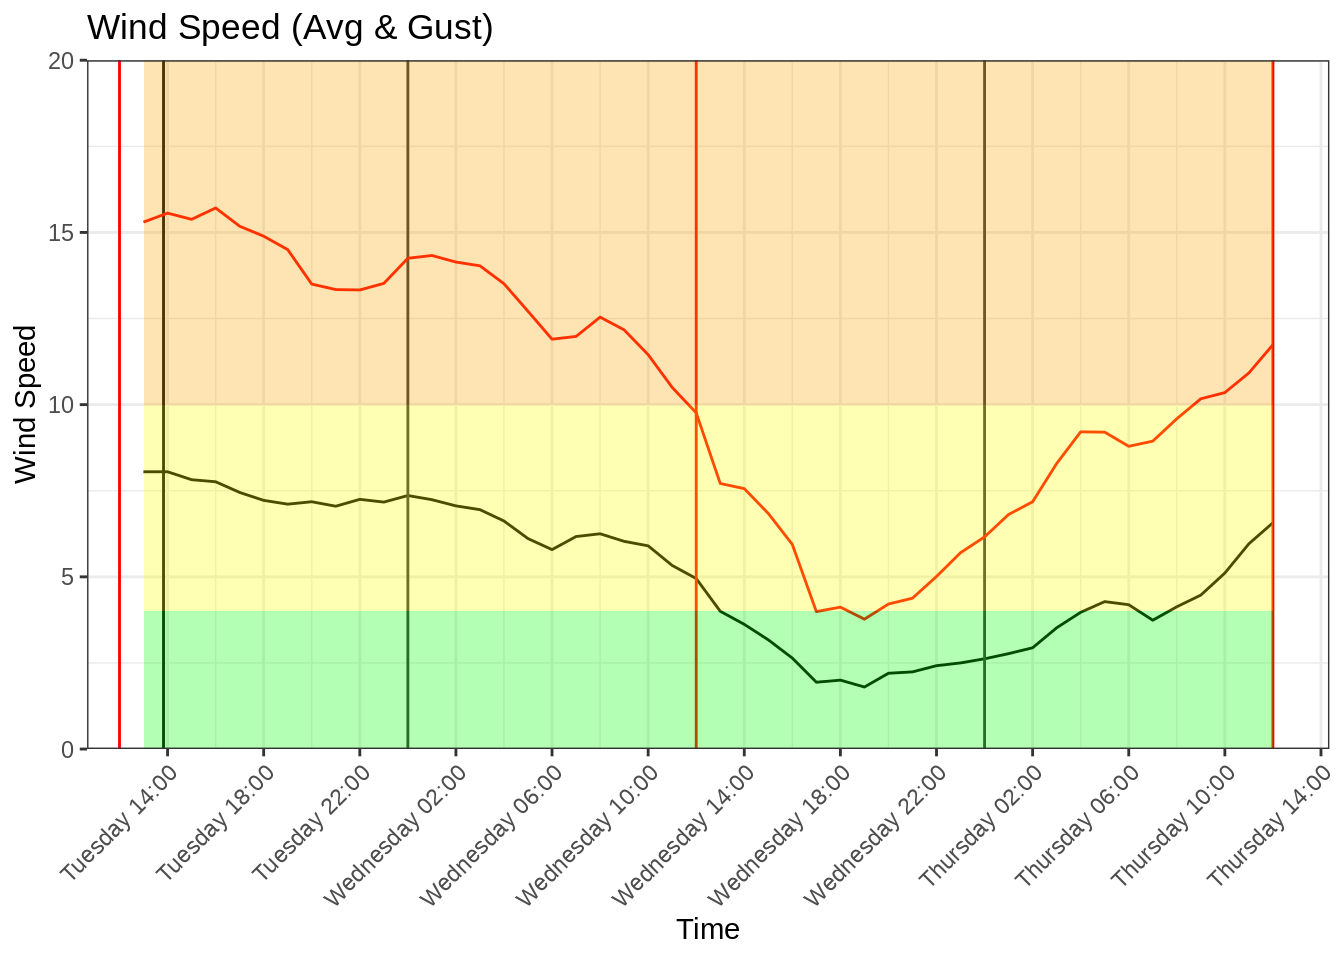 Wind Speed (Avg & Gust)
20
15
10
5
0
Wind Speed
Tuesday 14:00
Tuesday 18:00
Tuesday 22:00
Wednesday 02:00
Wednesday 06:00
Wednesday 10:00
Wednesday 14:00
Wednesday 18:00
Wednesday 22:00
Thursday 02:00
Thursday 06:00
Thursday 10:00
Thursday 14:00
Time